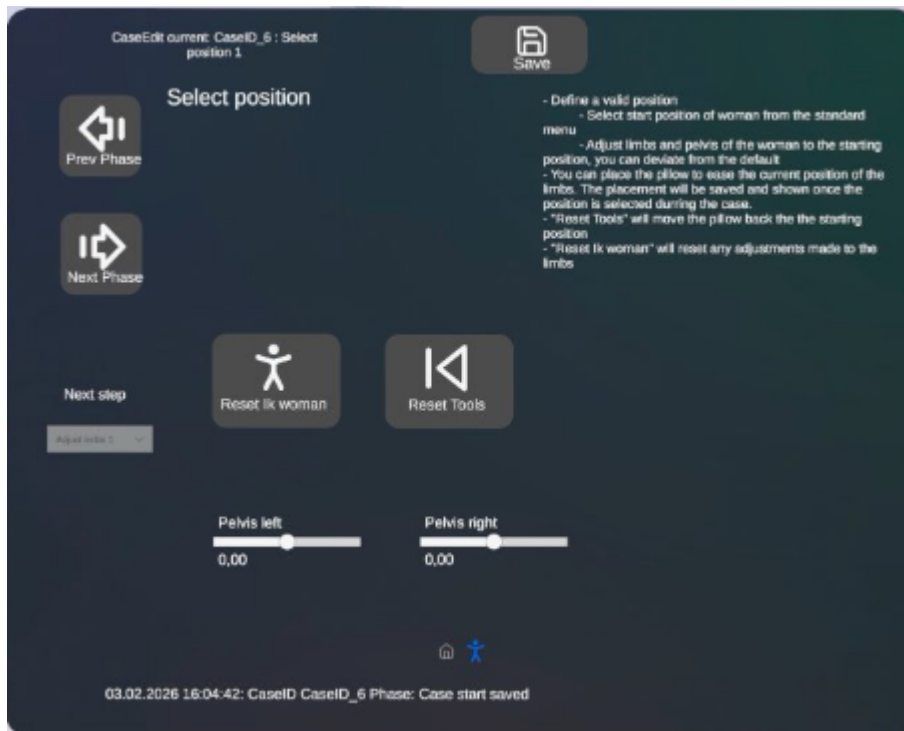 CaseEdit current: CaseID_6 : Select
position 1
Save
Select position
Prev Phase
- Define a valid position
- Select start position of woman from the standard
menu
- Adjust limbs and pelvis of the woman to the starting
position, you can deviate from the default
- You can place the pillow to ease the current position of the
limbs. The placement will be saved and shown once the
position is selected durring the case.
- "Reset Tools" will move the pillow back the the starting
position
- "Reset Ik woman" will reset any adjustments made to the
limbs
Next Phase
Reset Ik woman
Reset Tools
Next step
Adjust limbs 1
Pelvis left
Pelvis right
0,00
0,00
03.02.2026 16:04:42: CaseID CaseID_6 Phase: Case start saved